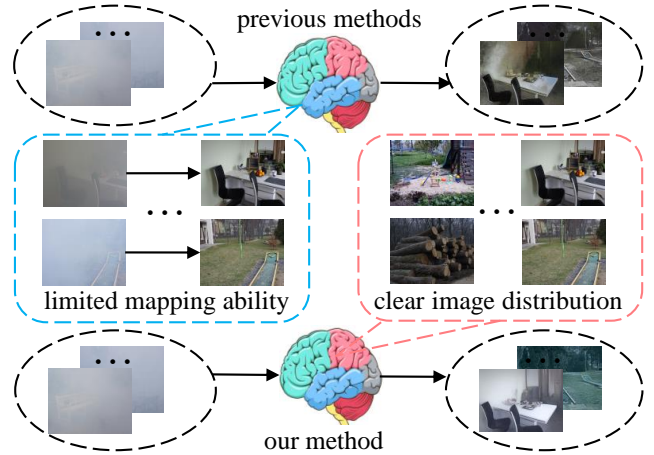 previous methods
limited mapping ability
clear image distribution
our method